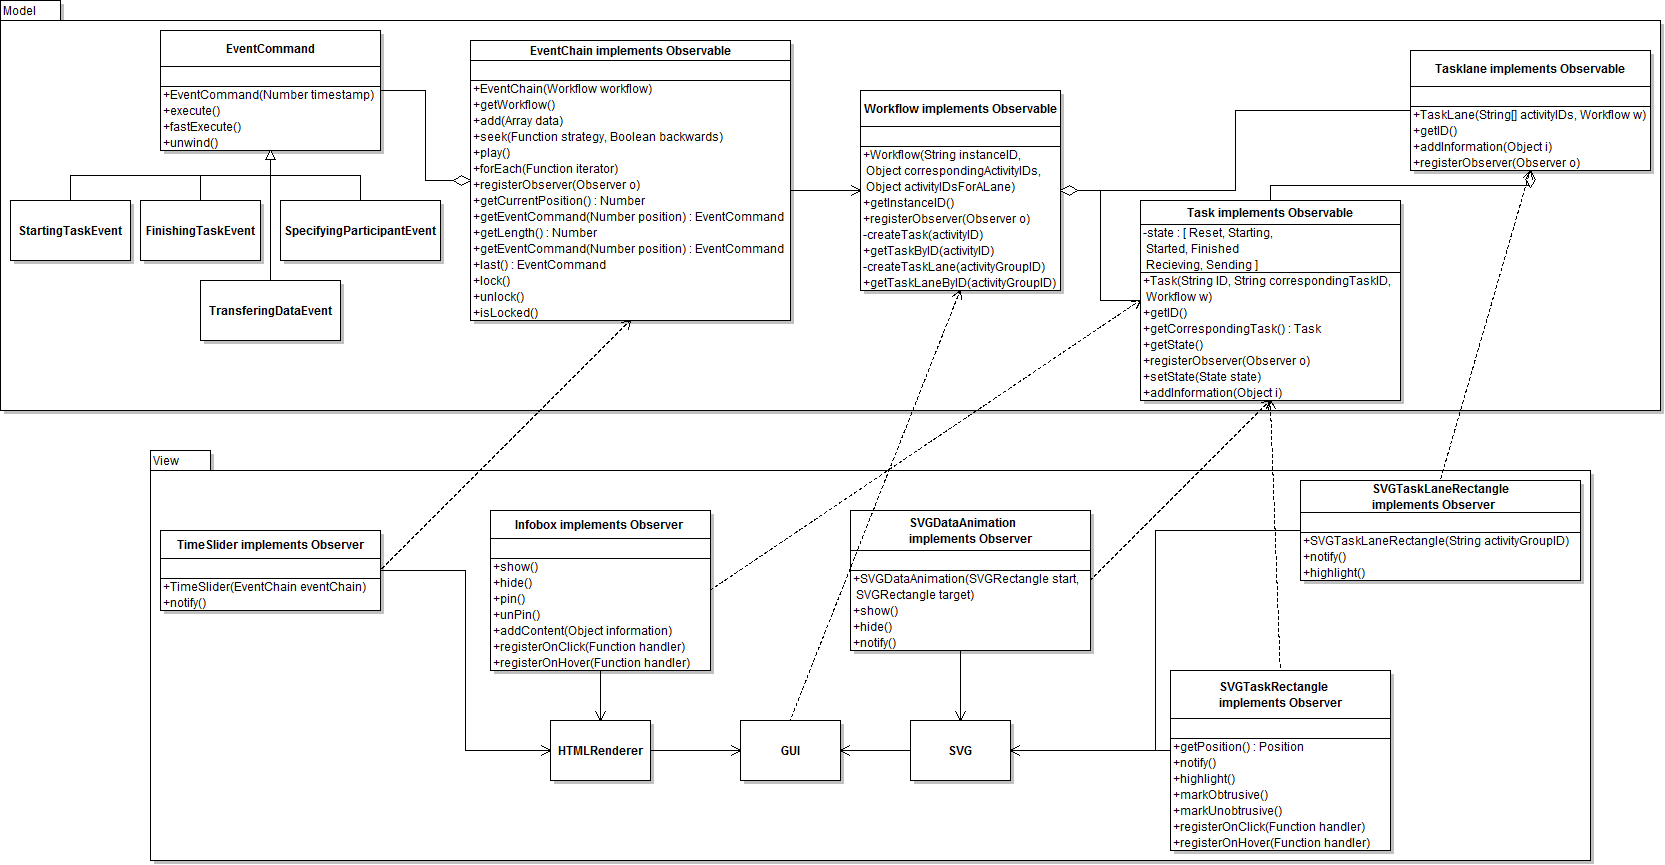 Model
EventCommand
+EventCommand(Number timestamp)
+execute()
+fastExecute()
+unwind()
StartingTaskEvent
FinishingTaskEvent
SpecifyingParticipantEvent
TransferingDataEvent
EventChain implements Observable
+EventChain(Workflow workflow)
+getWorkflow()
+add(Array data)
+seek(Function strategy, Boolean backwards)
+play()
+forEach(Function iterator)
+registerObserver(Observer o)
+getCurrentPosition() : Number
+getEventCommand(Number position) : EventCommand
+getLength() : Number
+getEventCommand(Number position) : EventCommand
+last() : EventCommand
+lock()
+unlock()
+isLocked()
Workflow implements Observable
+Workflow(String instanceID,
Object correspondingActivityIDs,
Object activityIDsForALane)
+getInstanceID()
+registerObserver(Observer o)
-createTask(activityID)
+getTaskByID(activityID)
-createTaskLane(activityGroupID)
+getTaskLaneByID(activityGroupID)
Tasklane implements Observable
+TaskLane(String[] activityIDs, Workflow w)
+getID()
+addInformation(Object i)
+registerObserver(Observer o)
Task implements Observable
-state : [ Reset, Starting,
Started, Finished
Recieving, Sending ]
+Task(String ID, String correspondingTaskID,
Workflow w)
+getID()
+getCorrespondingTask() : Task
+getState()
+registerObserver(Observer o)
+setState(State state)
+addInformation(Object i)
View
TimeSlider implements Observer
+TimeSlider(EventChain eventChain)
+notify()
Infobox implements Observer
+show()
+hide()
+pin()
+unPin()
+addContent(Object information)
+registerOnClick(Function handler)
+registerOnHover(Function handler)
SVGDataAnimation
implements Observer
+SVGDataAnimation(SVGRectangle start,
SVGRectangle target)
+show()
+hide()
+notify()
SVGTaskLaneRectangle
implements Observer
+SVGTaskLaneRectangle(String activityGroupID)
+notify()
+highlight()
SVGTaskRectangle
implements Observer
+getPosition() : Position
+notify()
+highlight()
+markObtrusive()
+markUnobtrusive()
+registerOnClick(Function handler)
+registerOnHover(Function handler)
HTMLRenderer
GUI
SVG